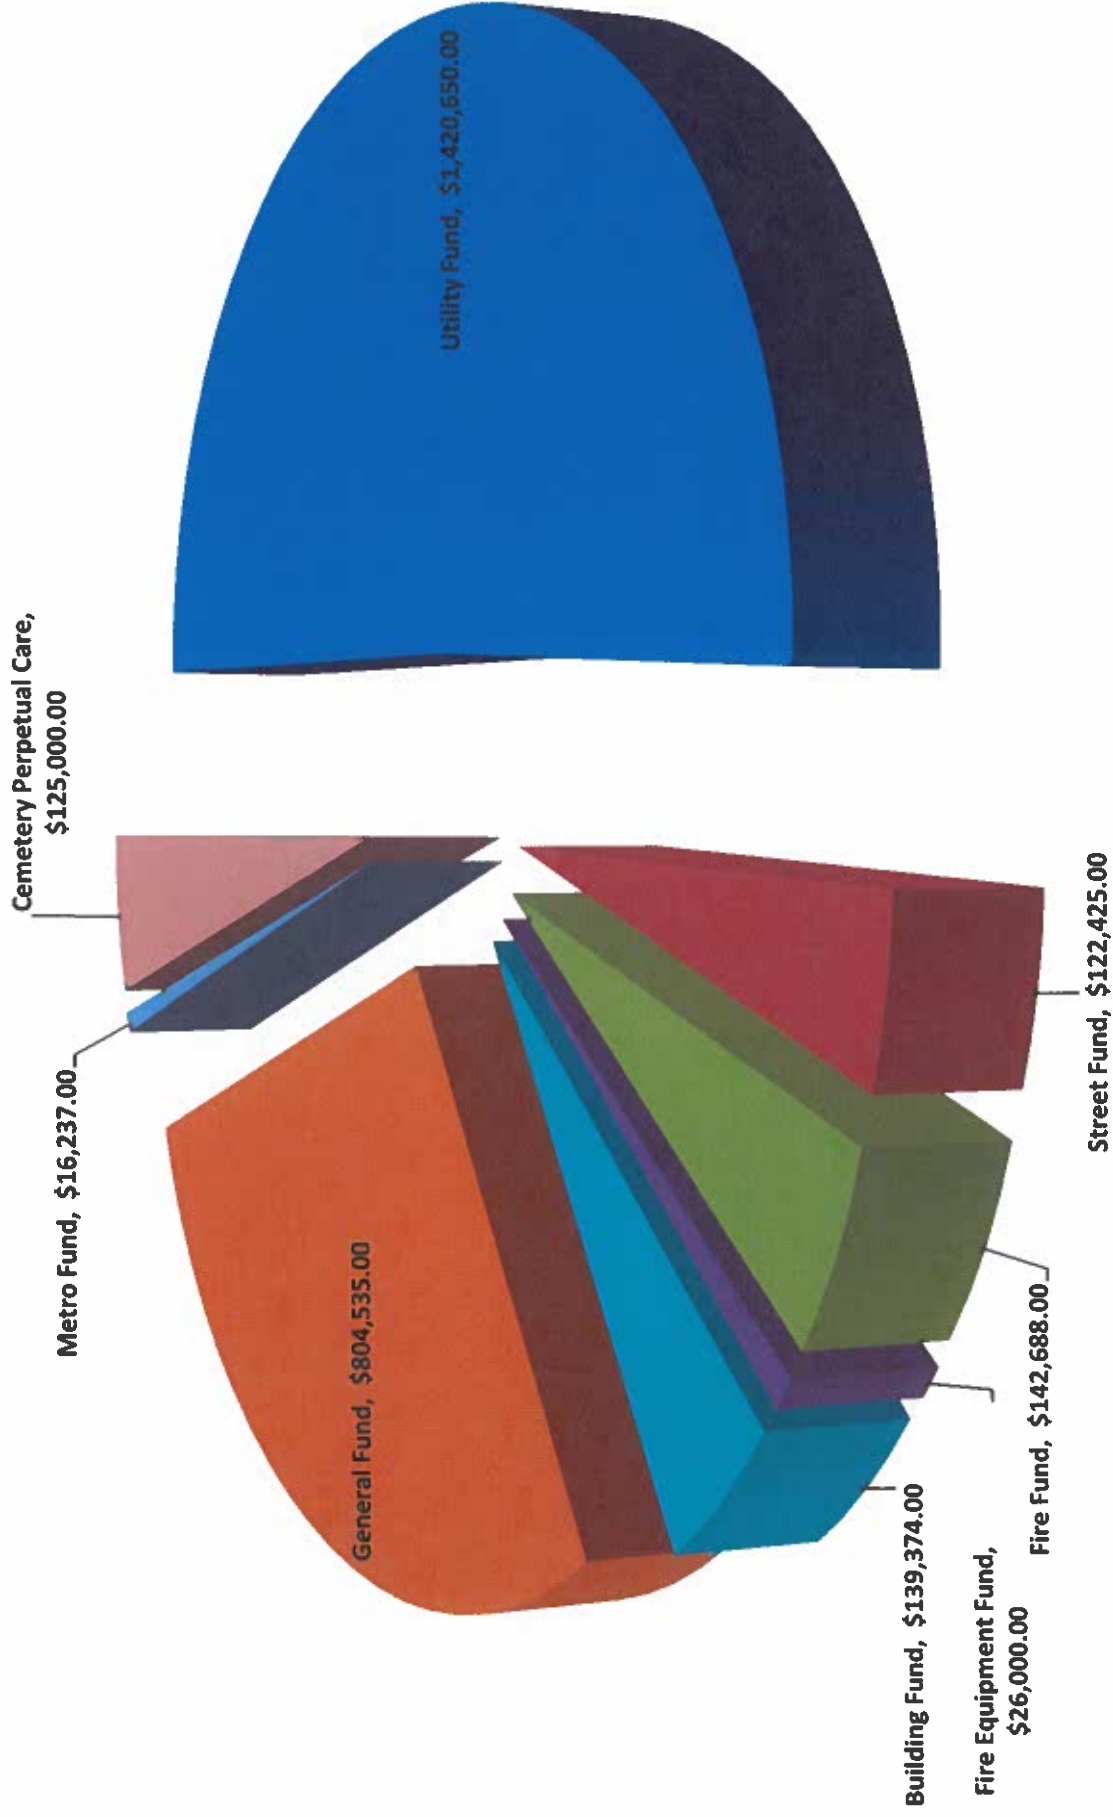 Cemetery Perpetual Care,
$125,000.00
Metro Fund, $16,237.00
Utility Fund, $1,420,650.00
General Fund, $804,535.00
Building Fund, $139,374.00
Fire Equipment Fund,
$26,000.00
Fire Fund, $142,688.00
Street Fund, $122,425.00